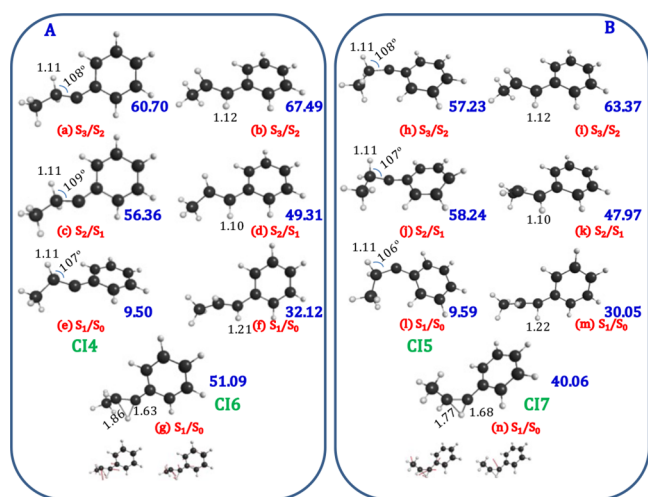 A
1.11
108°
60.70
(a) S₃/S₂
67.49
1.12
(b) S₃/S₂
1.11
109°
56.36
(c) S₂/S₁
49.31
1.10
(d) S₂/S₁
1.11
107°
9.50
(e) S₁/S₀
CI4
32.12
1.21
(f) S₁/S₀
51.09
1.86
1.63
CI6
(g) S₁/S₀
B
1.11
108°
57.23
(h) S₃/S₂
63.37
1.12
(i) S₃/S₂
1.11
107°
58.24
(j) S₂/S₁
47.97
1.10
(k) S₂/S₁
1.11
106°
9.59
(l) S₁/S₀
CI5
30.05
1.22
(m) S₁/S₀
40.06
1.77
1.68
CI7
(n) S₁/S₀